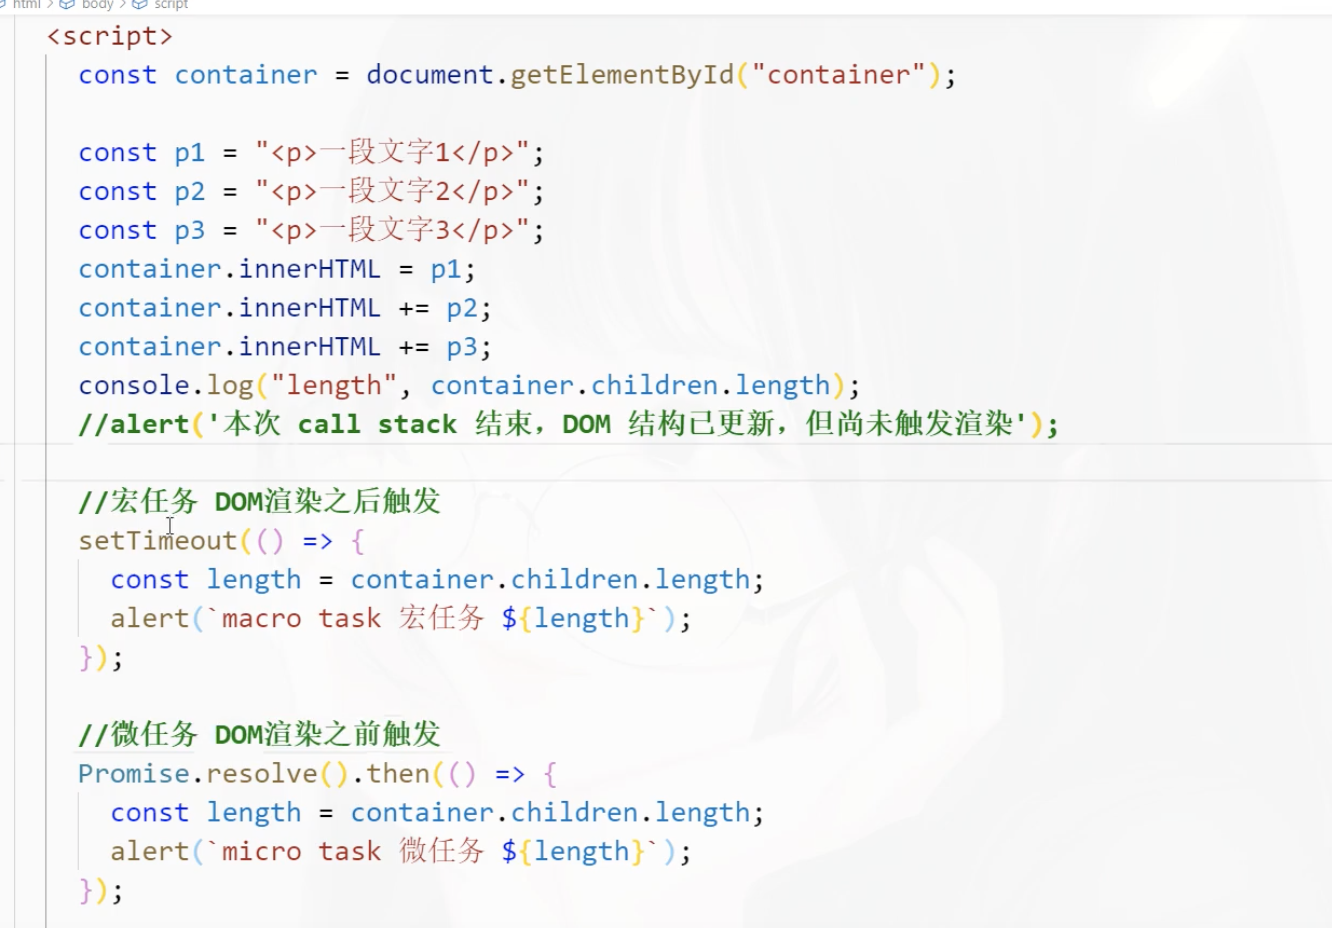 html > body > script
<script>
const container = document.getElementById("container");
const p1 = "<p>一段文字1</p>";
const p2 = "<p>一段文字2</p>";
const p3 = "<p>一段文字3</p>";
container.innerHTML = p1;
container.innerHTML += p2;
container.innerHTML += p3;
console.log("length", container.children.length);
//alert('本次 call stack 结束，DOM 结构已更新，但尚未触发渲染');
//宏任务 DOM渲染之后触发
setTimeout(() => {
const length = container.children.length;
alert(`macro task 宏任务 ${length}`);
});
//微任务 DOM渲染之前触发
Promise.resolve().then(() => {
const length = container.children.length;
alert(`micro task 微任务 ${length}`);
});